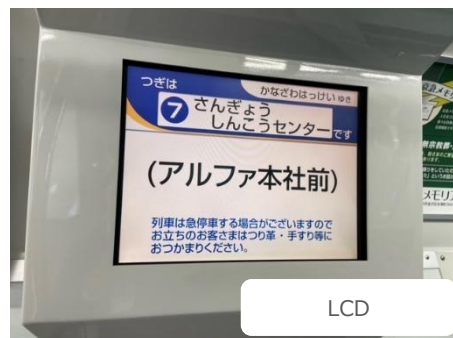 つぎは
かなざわはっけい ゆき
7 さんぎょう
しんこうセンター です
(アルファ本社前)
列車は急停車する場合がございますので
お立ちのお客さまはつり革・手すり等に
おつかまりください。
メモリ
LCD